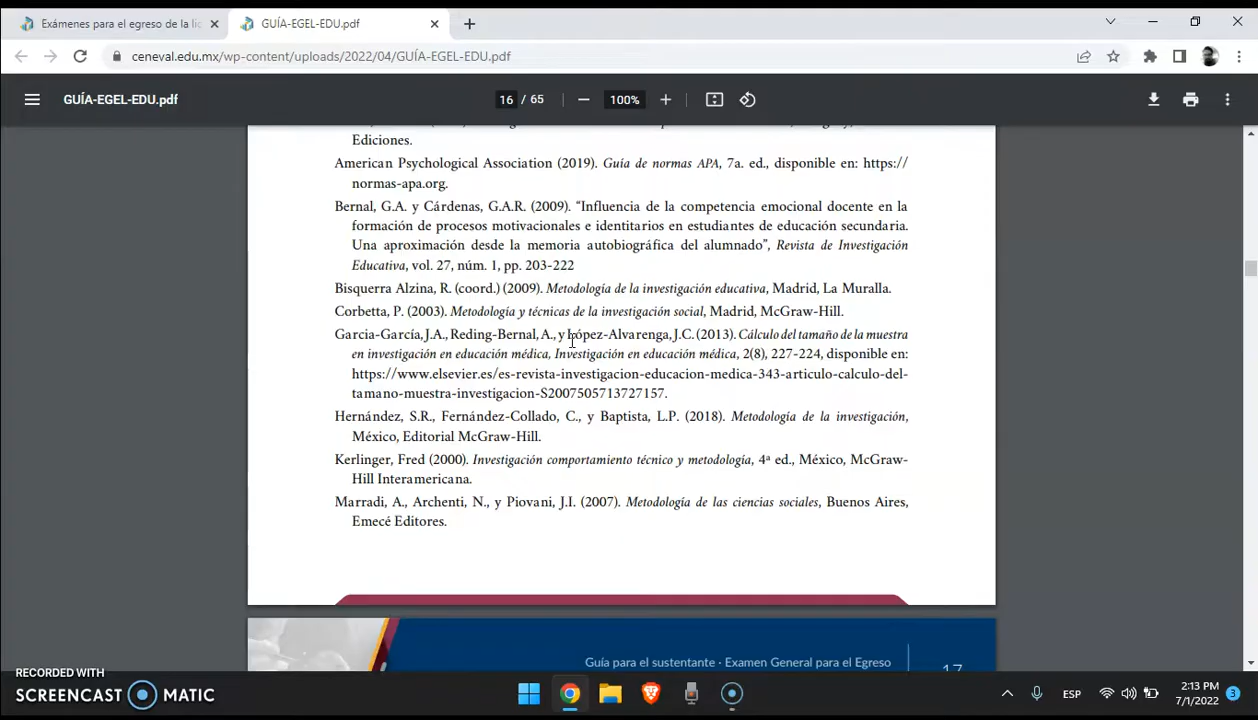 Exámenes para el egreso de la lic
GUÍA-EGEL-EDU.pdf
ceneval.edu.mx/wp-content/uploads/2022/04/GUÍA-EGEL-EDU.pdf
GUÍA-EGEL-EDU.pdf
16 / 65
100%
Ediciones.
American Psychological Association (2019). Guía de normas APA, 7a. ed., disponible en: https://
normas-apa.org.
Bernal, G.A. y Cárdenas, G.A.R. (2009). “Influencia de la competencia emocional docente en la
formación de procesos motivacionales e identitarios en estudiantes de educación secundaria.
Una aproximación desde la memoria autobiográfica del alumnado”, Revista de Investigación
Educativa, vol. 27, núm. 1, pp. 203-222
Bisquerra Alzina, R. (coord.) (2009). Metodología de la investigación educativa, Madrid, La Muralla.
Corbetta, P. (2003). Metodología y técnicas de la investigación social, Madrid, McGraw-Hill.
Garcia-García, J.A., Reding-Bernal, A., y López-Alvarenga, J.C. (2013). Cálculo del tamaño de la muestra
en investigación en educación médica, Investigación en educación médica, 2(8), 227-224, disponible en:
https://www.elsevier.es/es-revista-investigacion-educacion-medica-343-articulo-calculo-del-
tamano-muestra-investigacion-S2007505713727157.
Hernández, S.R., Fernández-Collado, C., y Baptista, L.P. (2018). Metodología de la investigación,
México, Editorial McGraw-Hill.
Kerlinger, Fred (2000). Investigación comportamiento técnico y metodología, 4ª ed., México, McGraw-
Hill Interamericana.
Marradi, A., Archenti, N., y Piovani, J.I. (2007). Metodología de las ciencias sociales, Buenos Aires,
Emecé Editores.
Guía para el sustentante - Examen General para el Egreso
17
RECORDED WITH
SCREENCAST MATIC
ESP
2:13 PM
7/1/2022
3